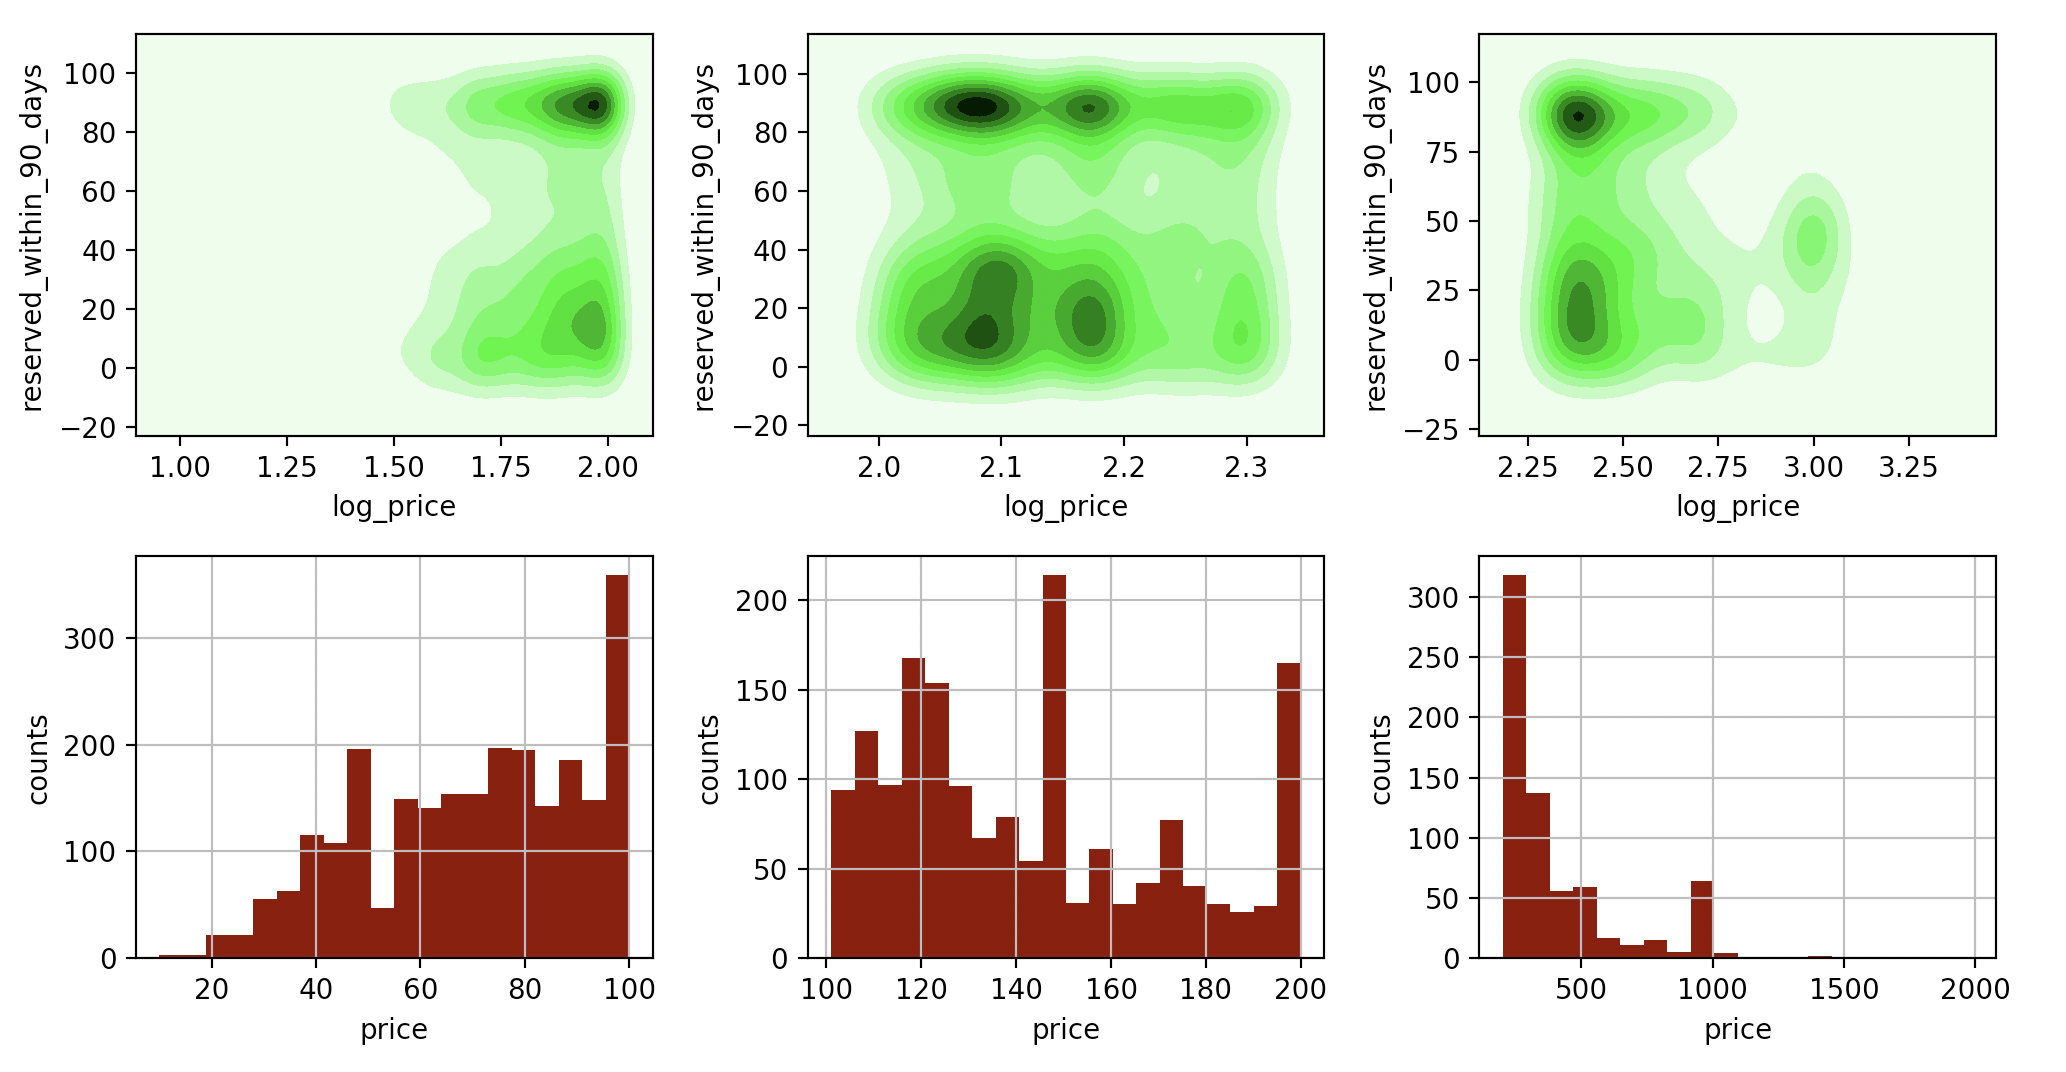 reserved_within_90_days
100
80
60
40
20
0
−20
1.00 1.25 1.50 1.75 2.00
log_price
reserved_within_90_days
100
80
60
40
20
0
−20
2.0 2.1 2.2 2.3
log_price
reserved_within_90_days
100
75
50
25
0
−25
2.25 2.50 2.75 3.00 3.25
log_price
counts
300
200
100
0
20 40 60 80 100
price
counts
200
150
100
50
0
100 120 140 160 180 200
price
counts
300
250
200
150
100
50
0
500 1000 1500 2000
price